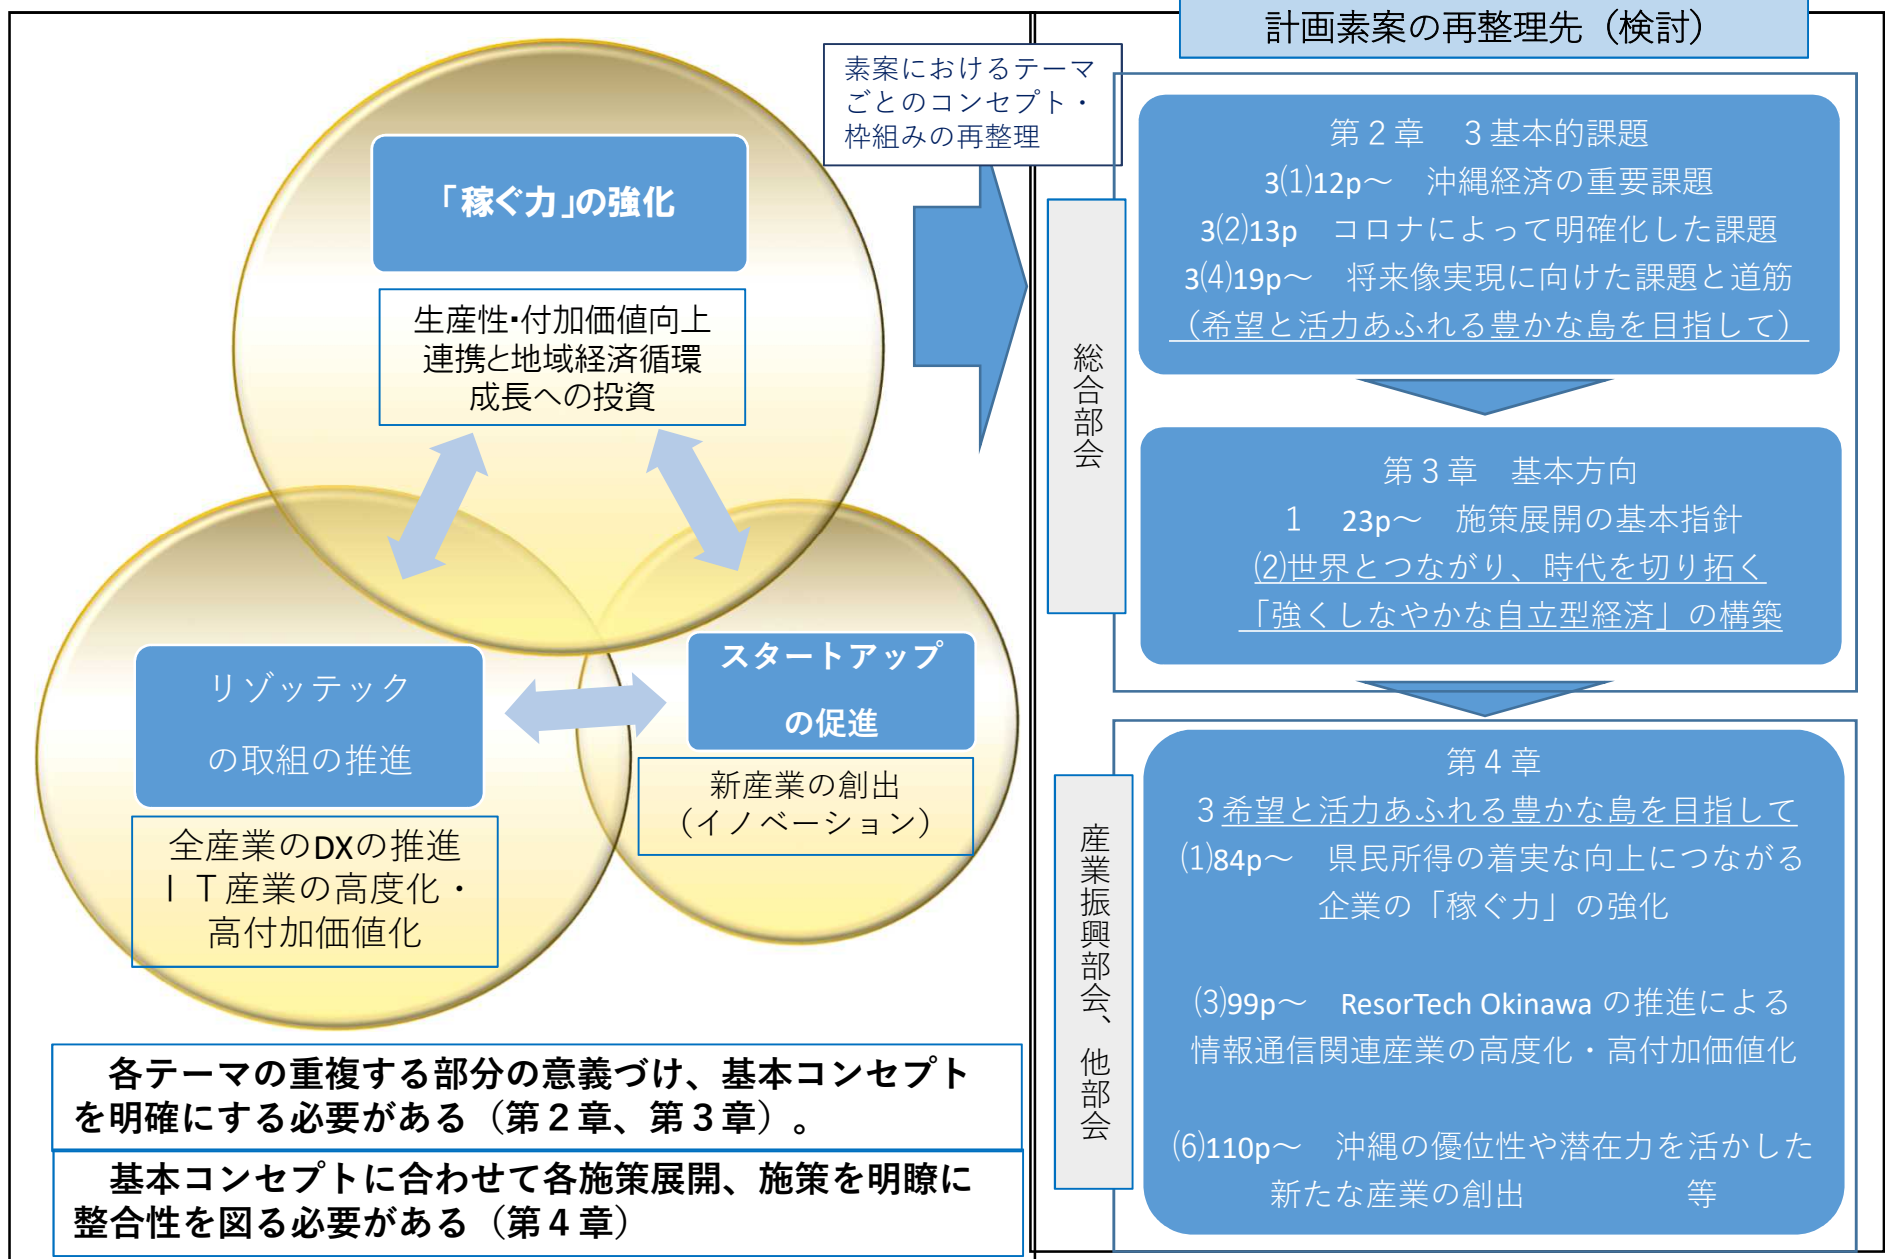 計画素案の再整理先（検討）
素案におけるテーマ
ごとのコンセプト・
枠組みの再整理
「稼ぐ力」の強化
生産性・付加価値向上
連携と地域経済循環
成長への投資
リゾッテック
の取組の推進
全産業のDXの推進
ＩＴ産業の高度化・
高付加価値化
スタートアップ
の促進
新産業の創出
（イノベーション）
各テーマの重複する部分の意義づけ、基本コンセプト
を明確にする必要がある（第２章、第３章）。
基本コンセプトに合わせて各施策展開、施策を明瞭に
整合性を図る必要がある（第４章）
総合部会
第２章　３基本的課題
3⑴12p～　沖縄経済の重要課題
3⑵13p　コロナによって明確化した課題
3⑷19p～　将来像実現に向けた課題と道筋
（希望と活力あふれる豊かな島を目指して）
第３章　基本方向
１　23p～　施策展開の基本指針
⑵世界とつながり、時代を切り拓く
「強くしなやかな自立型経済」の構築
産業振興部会、他部会
第４章
３希望と活力あふれる豊かな島を目指して
⑴84p～　県民所得の着実な向上につながる
企業の「稼ぐ力」の強化
⑶99p～　ResorTech Okinawa の推進による
情報通信関連産業の高度化・高付加価値化
⑹110p～　沖縄の優位性や潜在力を活かした
新たな産業の創出　　　　　等